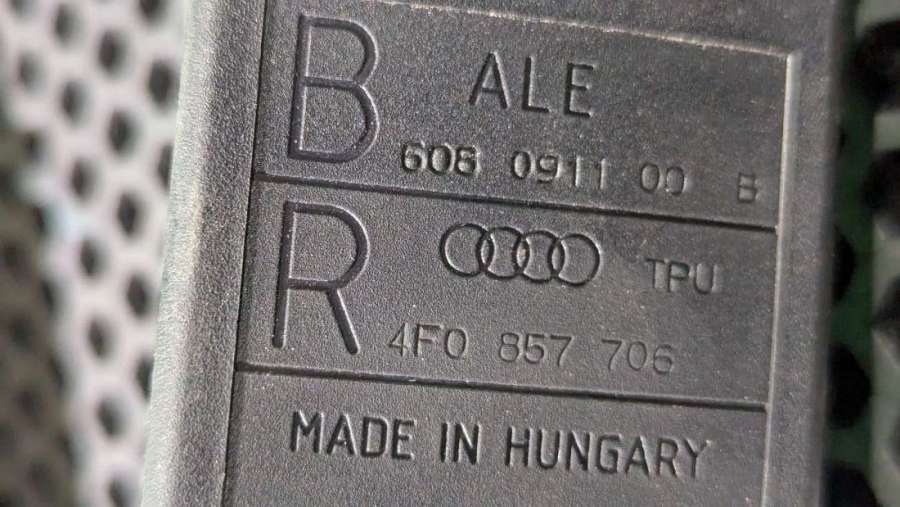 B ALE
608 0911 00 B
R TPU
4F0 857 706
MADE IN HUNGARY